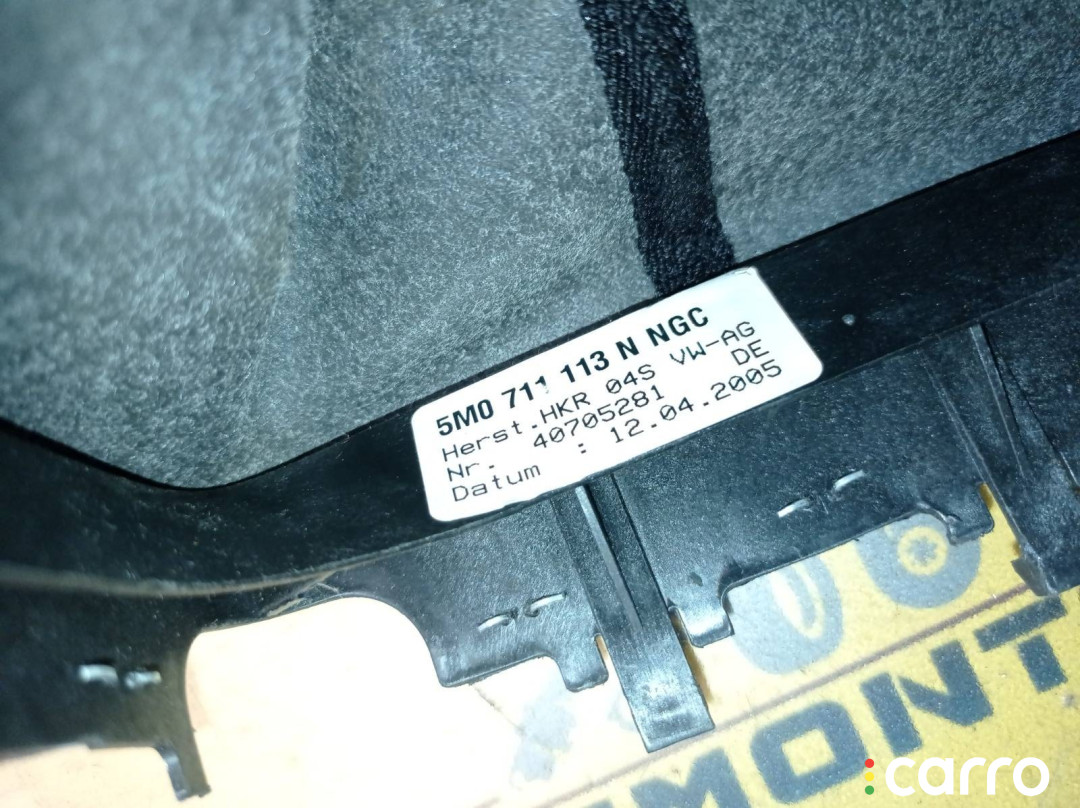 5M0 711 113 N NGC
Herst.HKR 04S VW-AG
Nr. 40705281 DE
Datum : 12.04.2005
MONT
carro